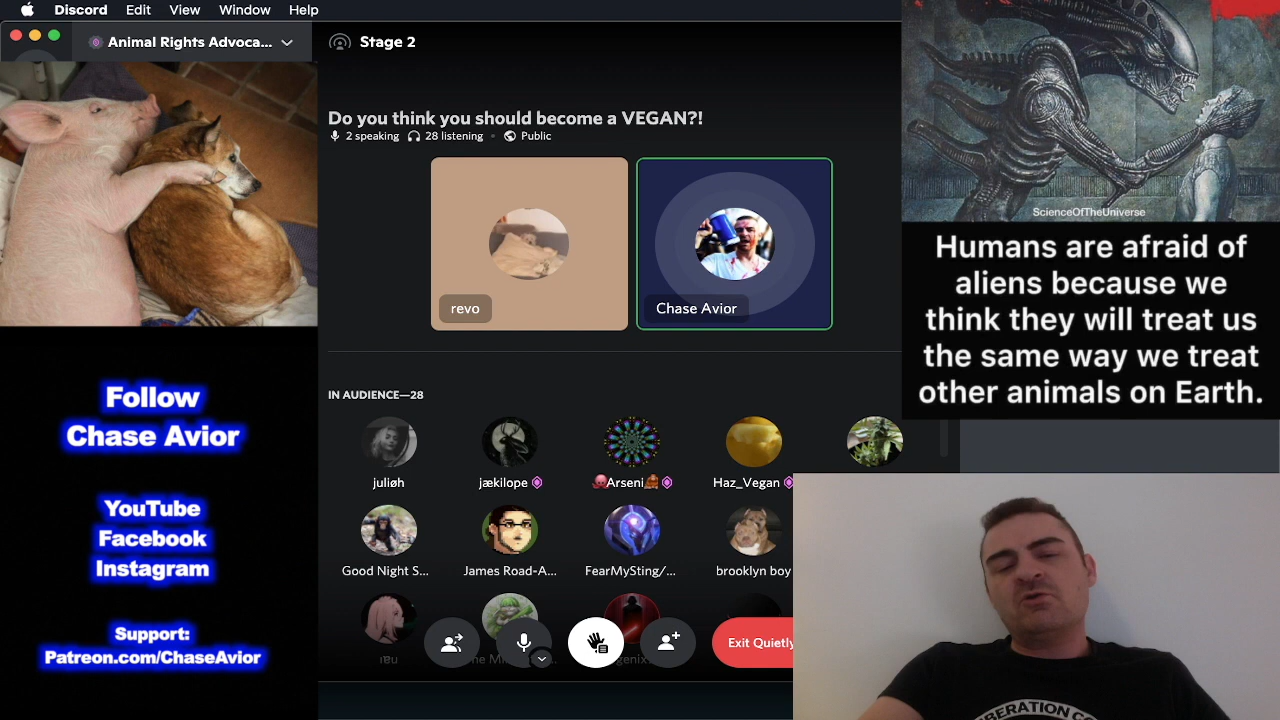 Discord Edit View Window Help
Animal Rights Advoca...
Stage 2
Do you think you should become a VEGAN?!
2 speaking 28 listening • Public
revo
Chase Avior
IN AUDIENCE—28
juliøh
jækilope
Arseni
Haz_Vegan
Good Night S...
James Road-A...
FearMySting/...
brooklyn boy
Exit Quietly
Follow
Chase Avior
YouTube
Facebook
Instagram
Support:
Patreon.com/ChaseAvior
ScienceOfTheUniverse
Humans are afraid of
aliens because we
think they will treat us
the same way we treat
other animals on Earth.